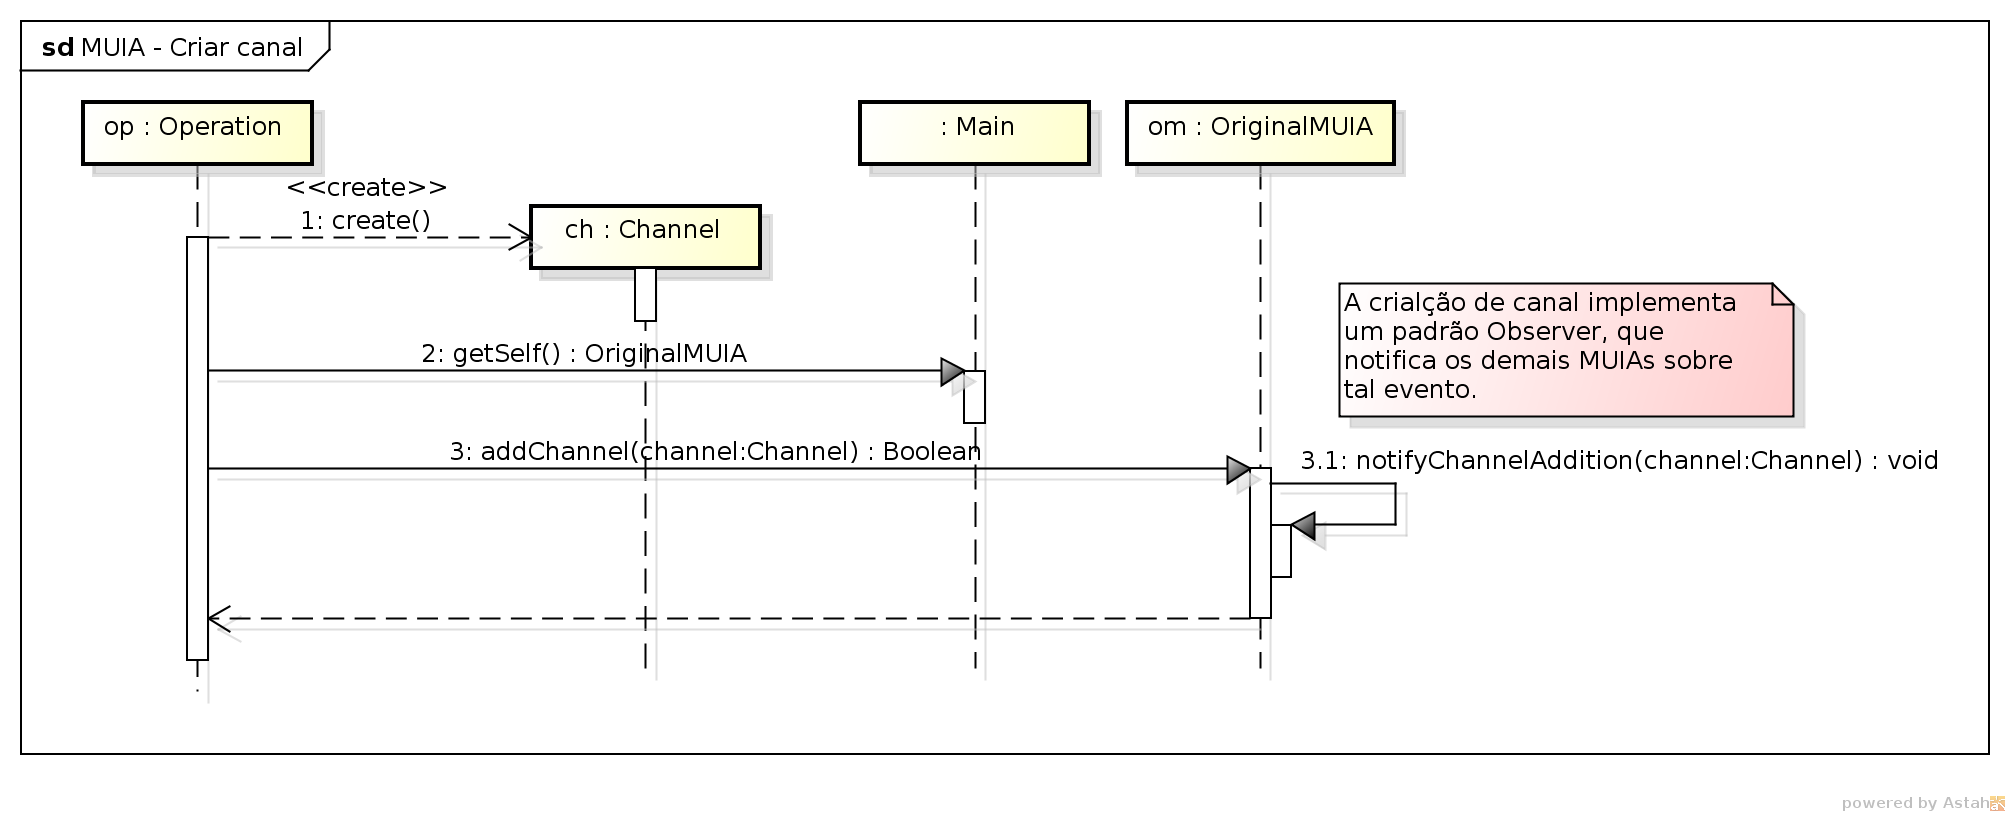 sd MUIA - Criar canal
op : Operation
: Main
om : OriginalMUIA
<<create>>
1: create()
ch : Channel
A crialção de canal implementa
um padrão Observer, que
notifica os demais MUIAs sobre
tal evento.
2: getSelf() : OriginalMUIA
3: addChannel(channel:Channel) : Boolean
3.1: notifyChannelAddition(channel:Channel) : void
powered by Astah